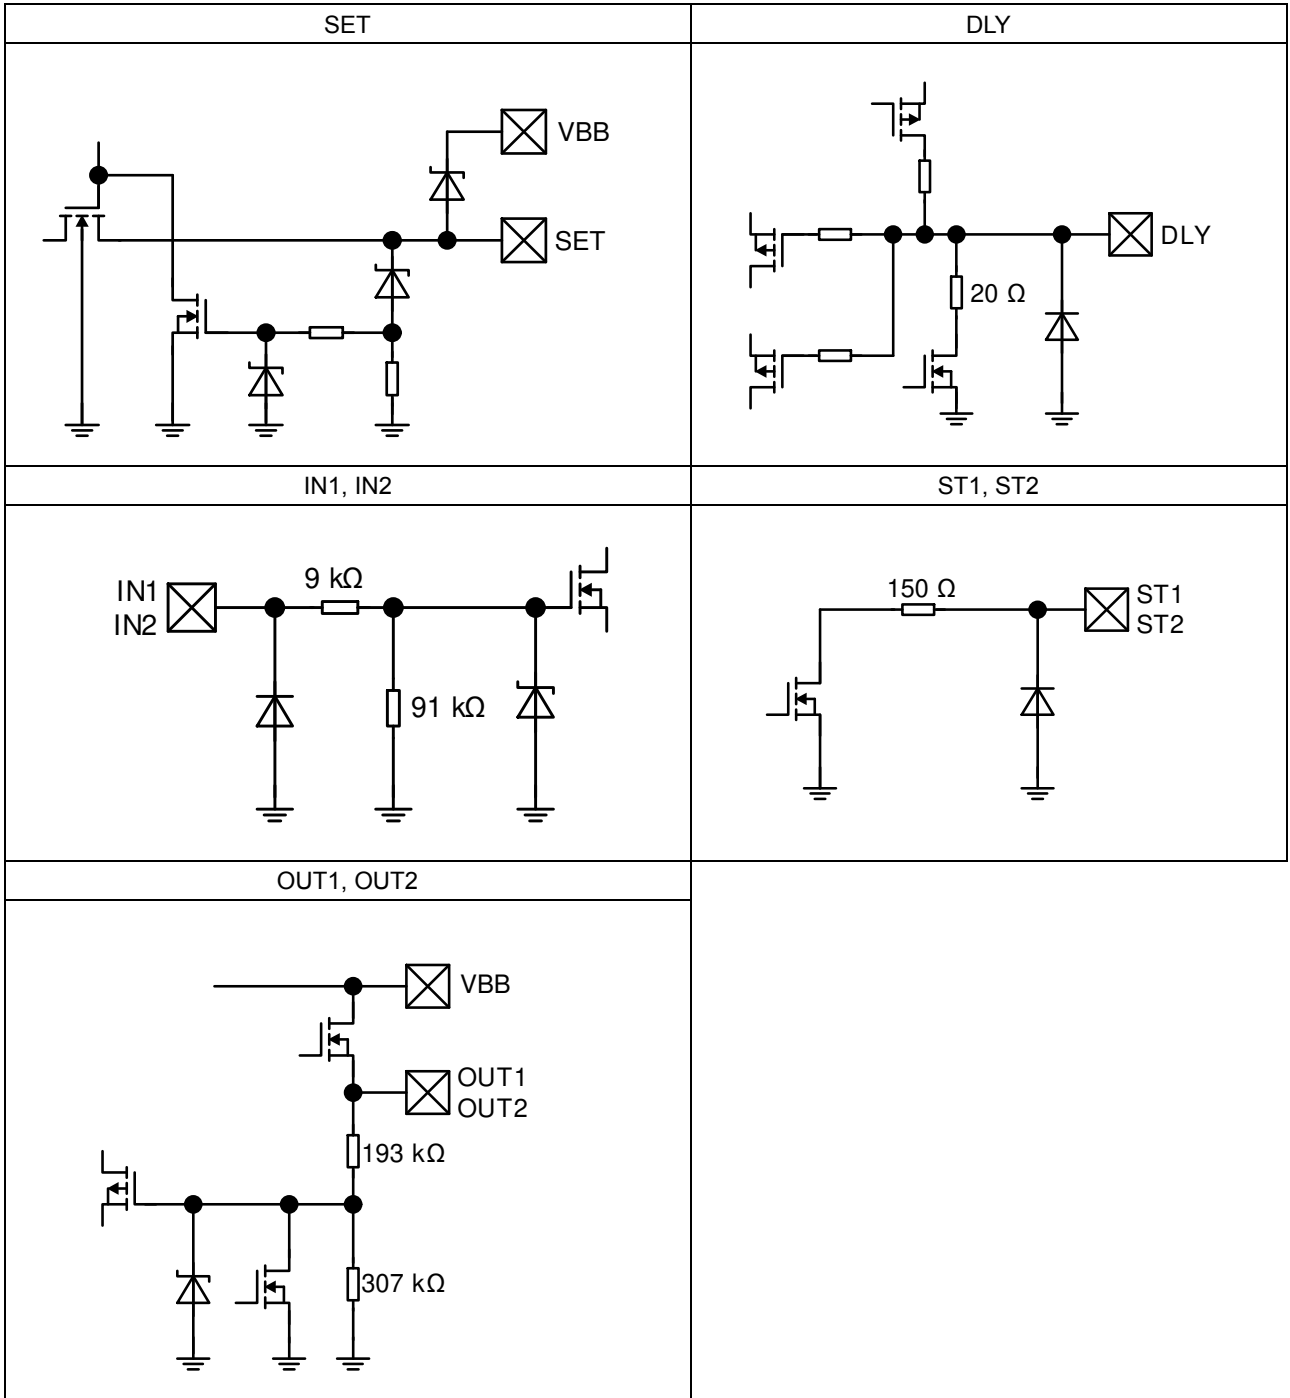 SET
DLY
VBB
SET
DLY
20 Ω
IN1, IN2
ST1, ST2
IN1
IN2
9 kΩ
91 kΩ
150 Ω
ST1
ST2
OUT1, OUT2
VBB
OUT1
OUT2
193 kΩ
307 kΩ